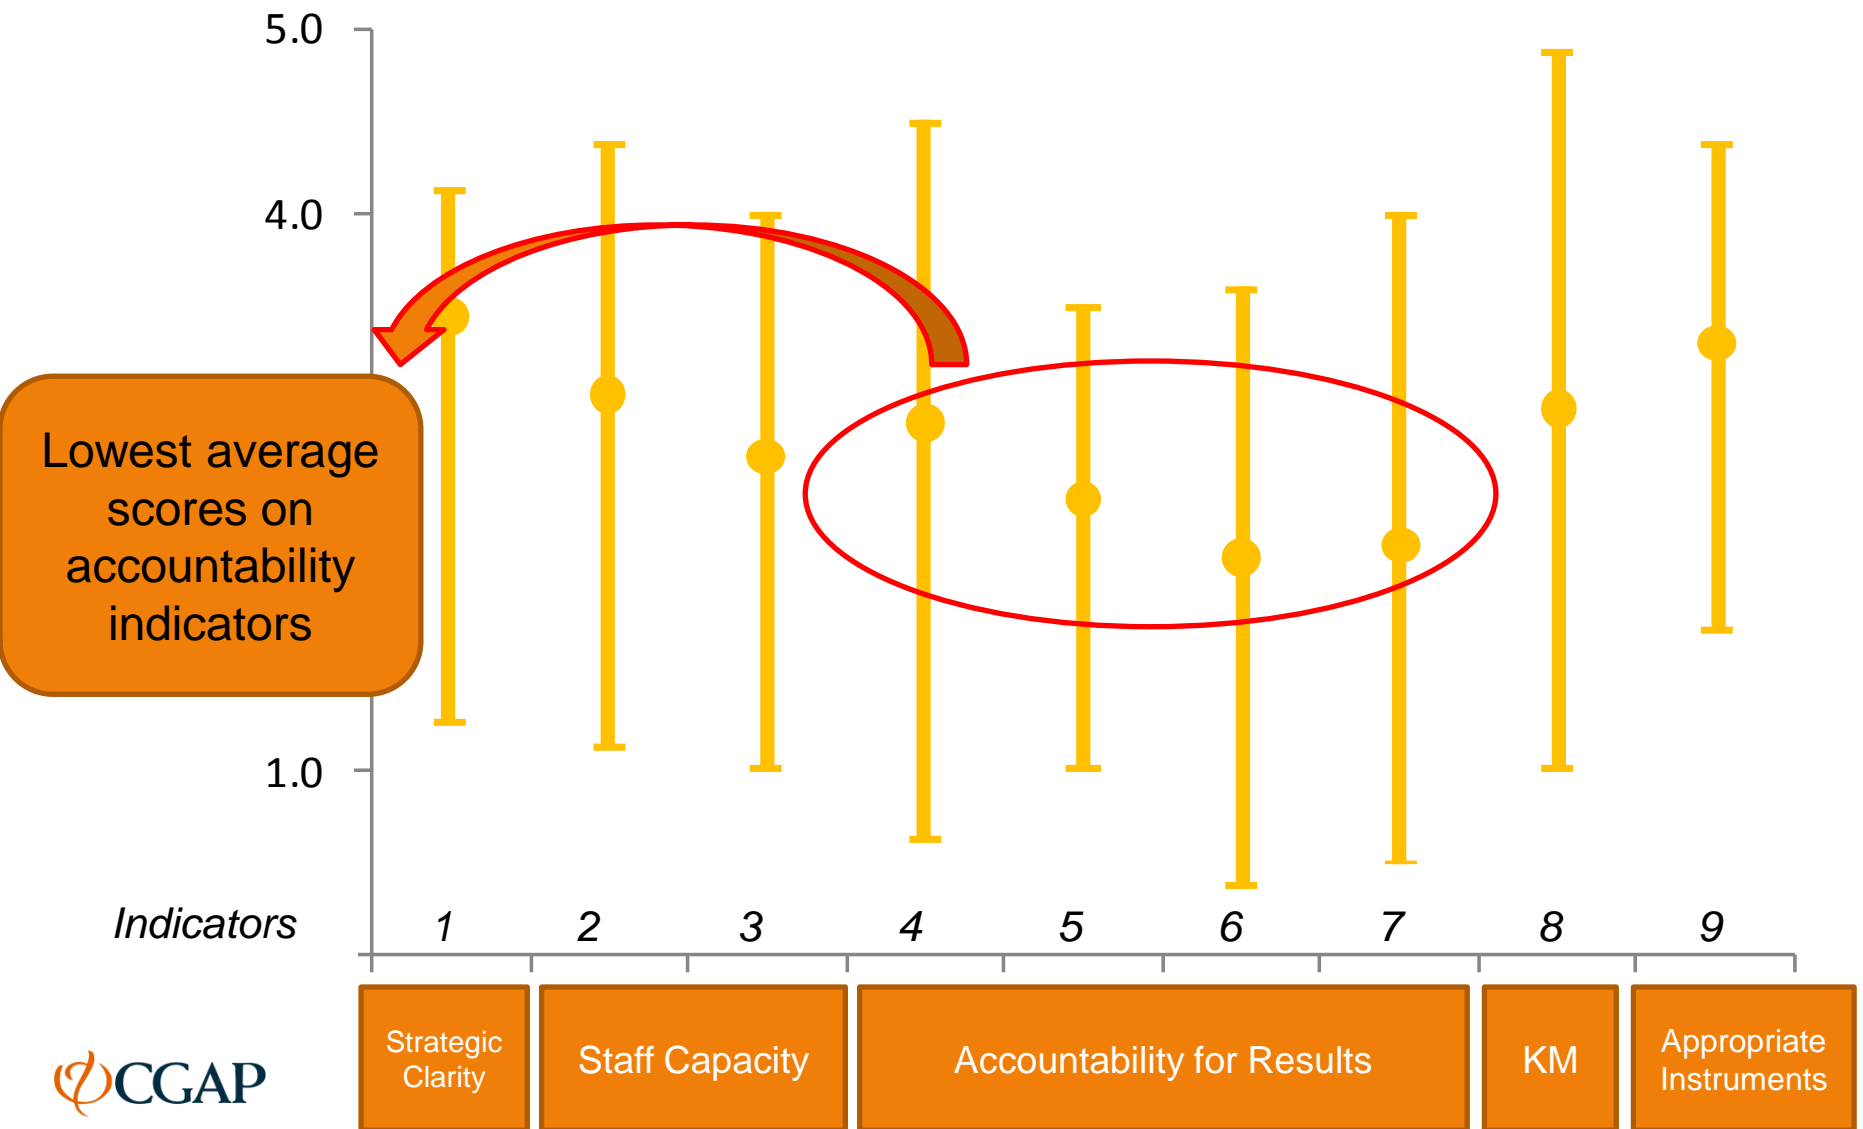 5.0
4.0
Lowest average
scores on
accountability
indicators
1.0
Indicators 1 2 3 4 5 6 7 8 9
Strategic
Clarity
Staff Capacity
Accountability for Results
KM
Appropriate
Instruments
CGAP